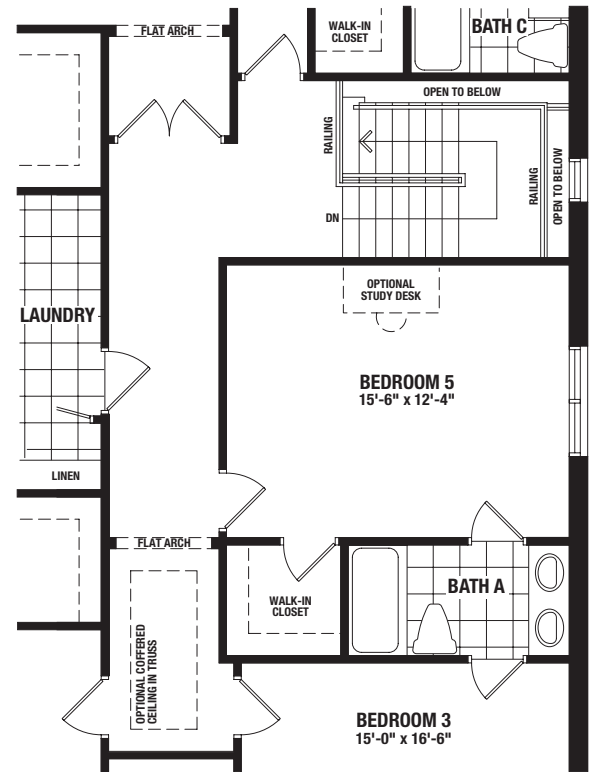 FLAT ARCH
WALK-IN
CLOSET
BATH C
OPEN TO BELOW
RAILING
RAILING
OPEN TO BELOW
DN
OPTIONAL
STUDY DESK
LAUNDRY
BEDROOM 5
15'-6" x 12'-4"
LINEN
FLAT ARCH
WALK-IN
CLOSET
BATH A
OPTIONAL COFFERED
CEILING IN TRUSS
BEDROOM 3
15'-0" x 16'-6"